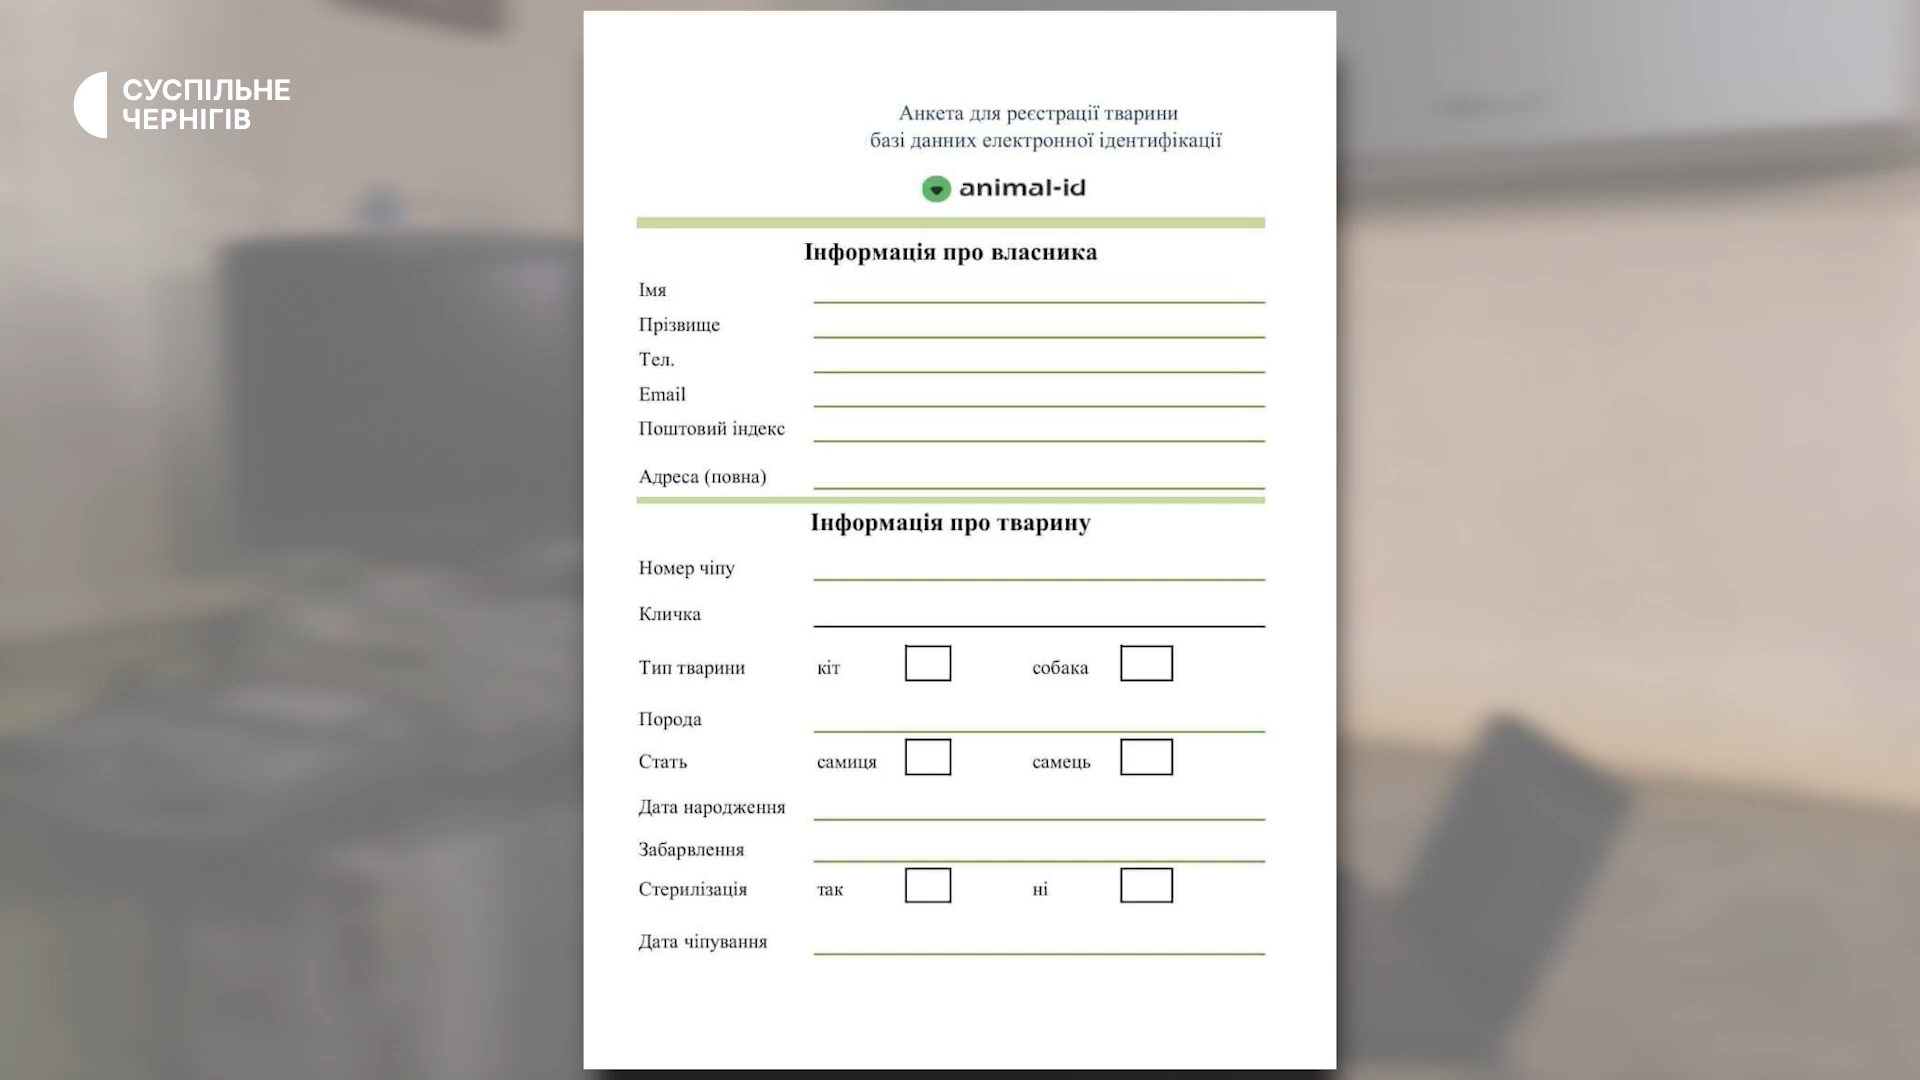 СУСПІЛЬНЕ
ЧЕРНІГІВ
Анкета для реєстрації тварини
базі данних електронної ідентифікації
animal-id
Інформація про власника
Імя
Прізвище
Тел.
Email
Поштовий індекс
Адреса (повна)
Інформація про тварину
Номер чіпу
Кличка
Тип тварини кіт собака
Порода
Стать самиця самець
Дата народження
Забарвлення
Стерилізація так ні
Дата чіпування